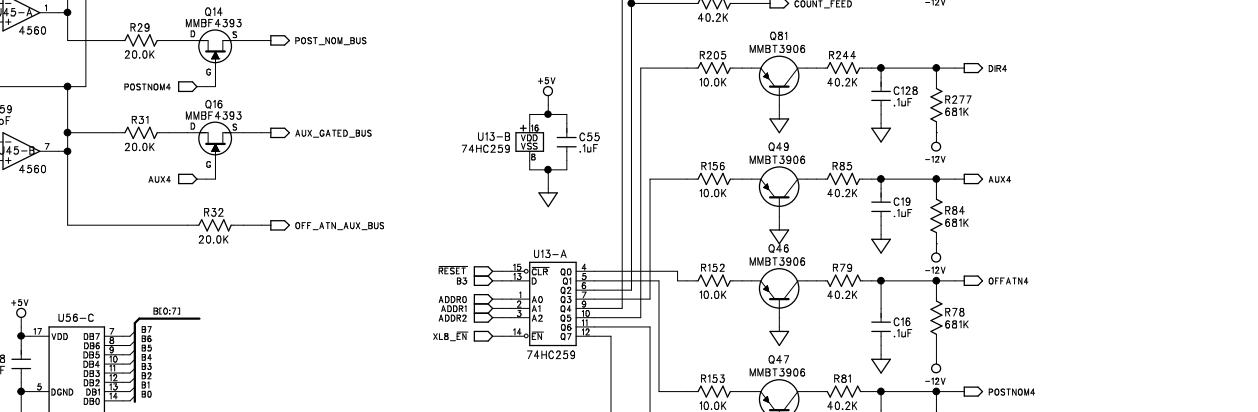 COUNT_FEED
40.2K
-12V
U45-A
1
4560
Q14
MMBF4393
R29
20.0K
D
S
G
POST_NOM_BUS
POSTNOM4
Q16
MMBF4393
R31
20.0K
D
S
G
AUX_GATED_BUS
AUX4
59
U45-B
7
4560
R32
20.0K
OFF_ATN_AUX_BUS
+5V
U13-B
74HC259
+
16
VDD
VSS
8
C55
.1uF
R205
10.0K
Q81
MMBT3906
R244
40.2K
DIR4
C128
.1uF
R277
681K
-12V
R156
10.0K
Q49
MMBT3906
R85
40.2K
AUX4
C19
.1uF
R84
681K
-12V
R152
10.0K
Q46
MMBT3906
R79
40.2K
OFFATN4
C16
.1uF
R78
681K
-12V
R153
10.0K
Q47
MMBT3906
R81
40.2K
POSTNOM4
U13-A
RESET 15 CLR Q0 4
B3 13 D Q1 5
Q2 6
ADDR0 1 A0 Q3 7
ADDR1 2 A1 Q4 9
ADDR2 3 A2 Q5 10
Q6 11
XL8_EN 14 EN Q7 12
74HC259
+5V
U56-C
B[0:7]
17 VDD DB7 7 B7
DB6 8 B6
DB5 9 B5
DB4 10 B4
DB3 11 B3
DB2 12 B2
5 DGND DB1 13 B1
DB0 14 B0